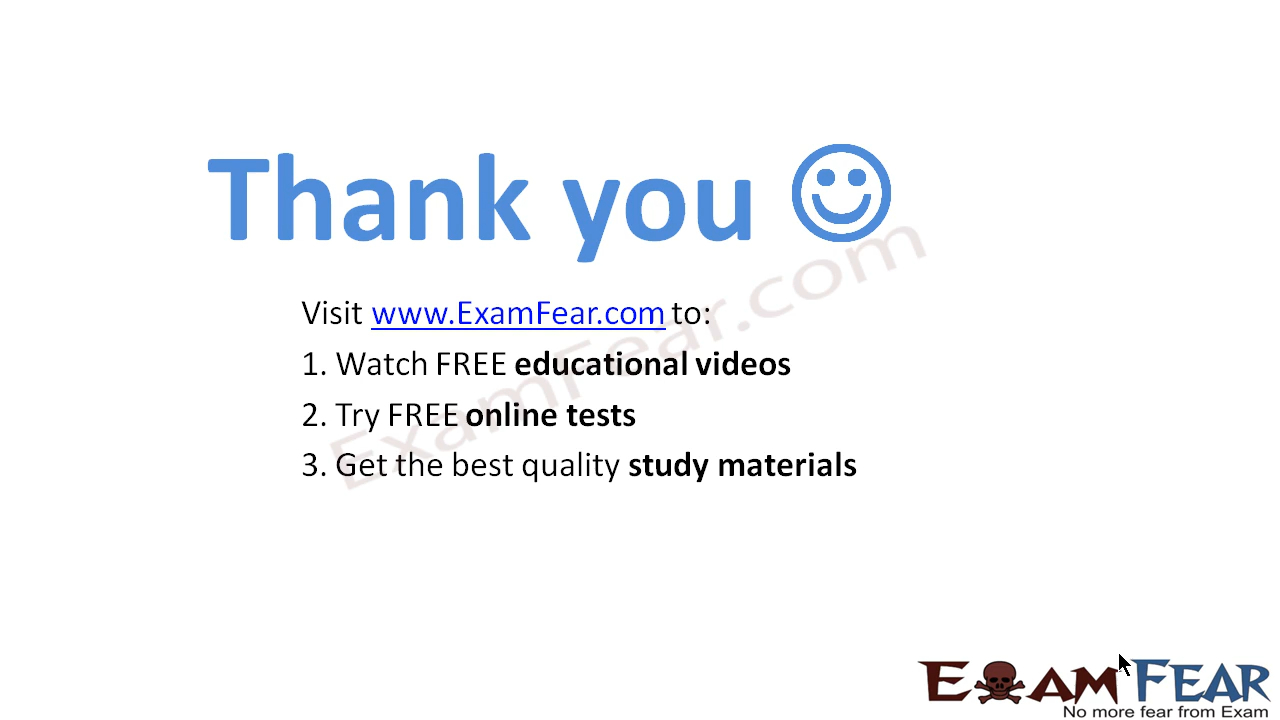 Thank you
Visit www.ExamFear.com to:
1. Watch FREE educational videos
2. Try FREE online tests
3. Get the best quality study materials
ExamFear.com
EXAMFEAR
No more fear from Exam